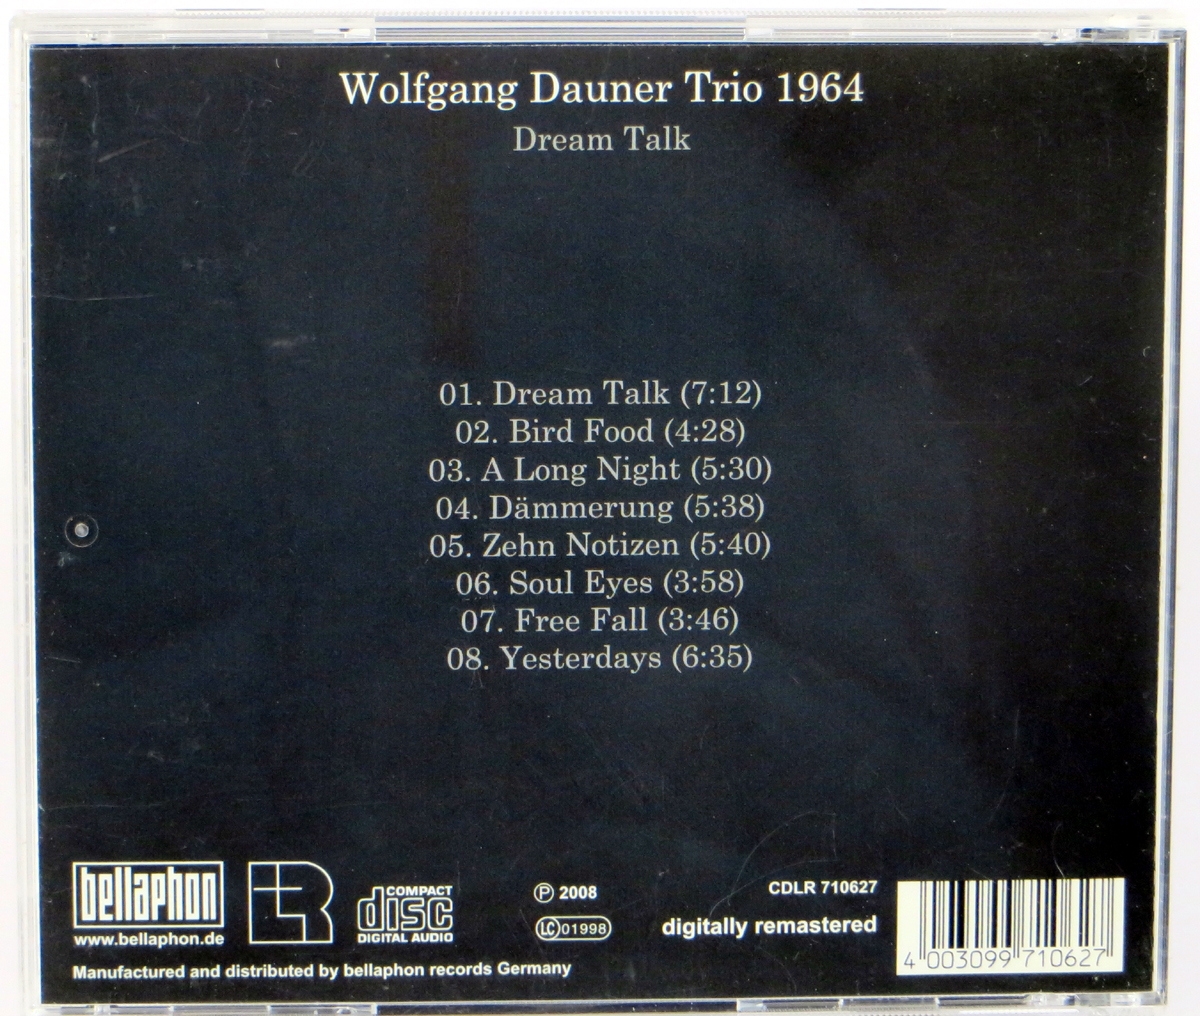 Wolfgang Dauner Trio 1964
Dream Talk
01. Dream Talk (7:12)
02. Bird Food (4:28)
03. A Long Night (5:30)
04. Dämmerung (5:38)
05. Zehn Notizen (5:40)
06. Soul Eyes (3:58)
07. Free Fall (3:46)
08. Yesterdays (6:35)
bellaphon
www.bellaphon.de
LR
COMPACT
disc
DIGITAL AUDIO
Ⓟ 2008
LC 01998
CDLR 710627
digitally remastered
4 003099 710627
Manufactured and distributed by bellaphon records Germany